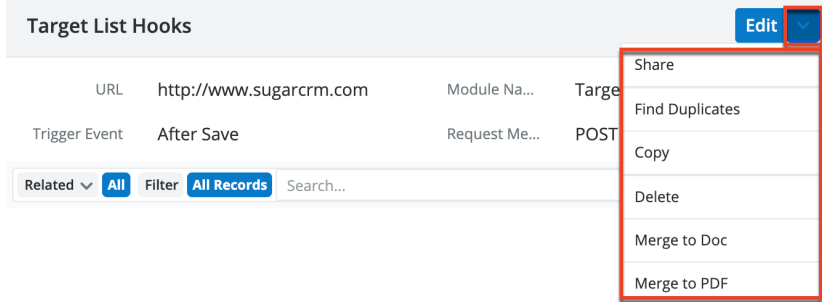 Target List Hooks
Edit
URL http://www.sugarcrm.com Module Na... Targe
Trigger Event After Save Request Me... POST
Related All Filter All Records Search...
Share
Find Duplicates
Copy
Delete
Merge to Doc
Merge to PDF